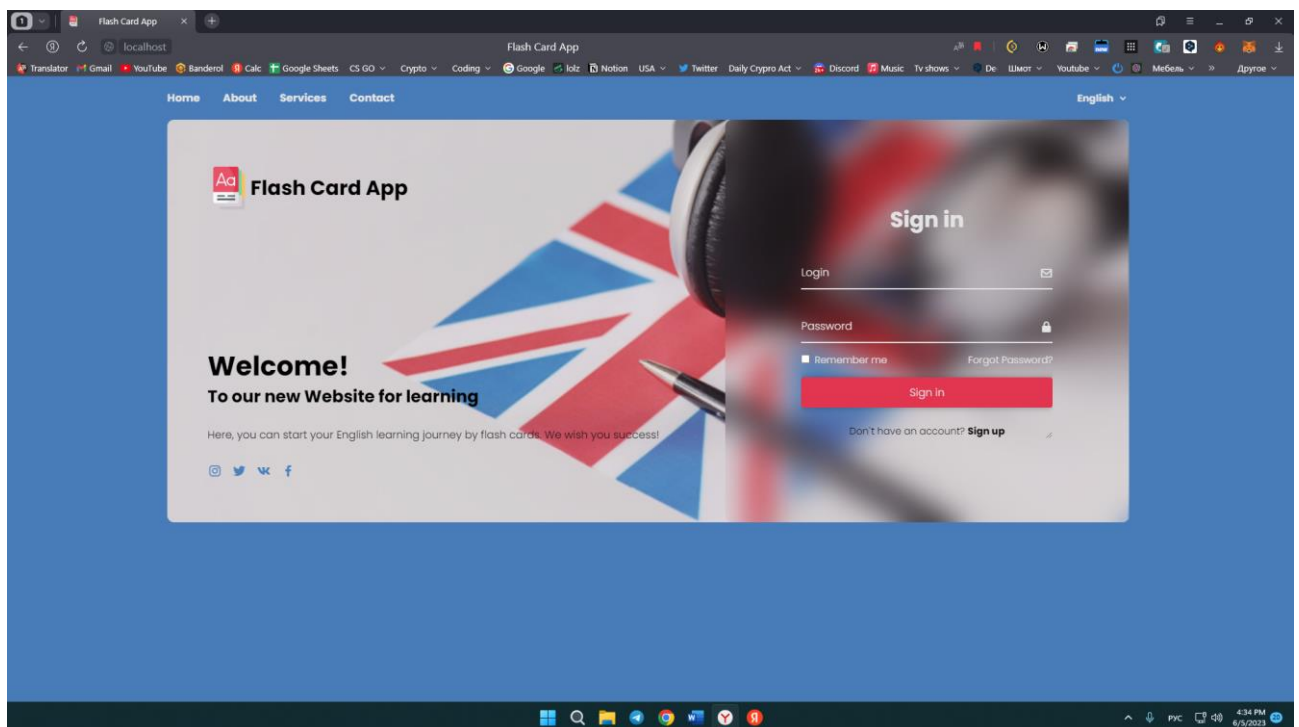 1 Flash Card App
localhost Flash Card App
Translator Gmail YouTube Banderol Calc Google Sheets CS GO Crypto Coding Google lolz Notion USA Twitter Daily Crypro Act Discord Music Tv shows De Шмот Youtube Мебель » Другое
Home About Services Contact English
Aa Flash Card App
Sign in
Login
Password
Remember me Forgot Password?
Sign in
Don't have an account? Sign up
Welcome!
To our new Website for learning
Here, you can start your English learning journey by flash cards. We wish you success!
РУС 4:34 PM
6/5/2023